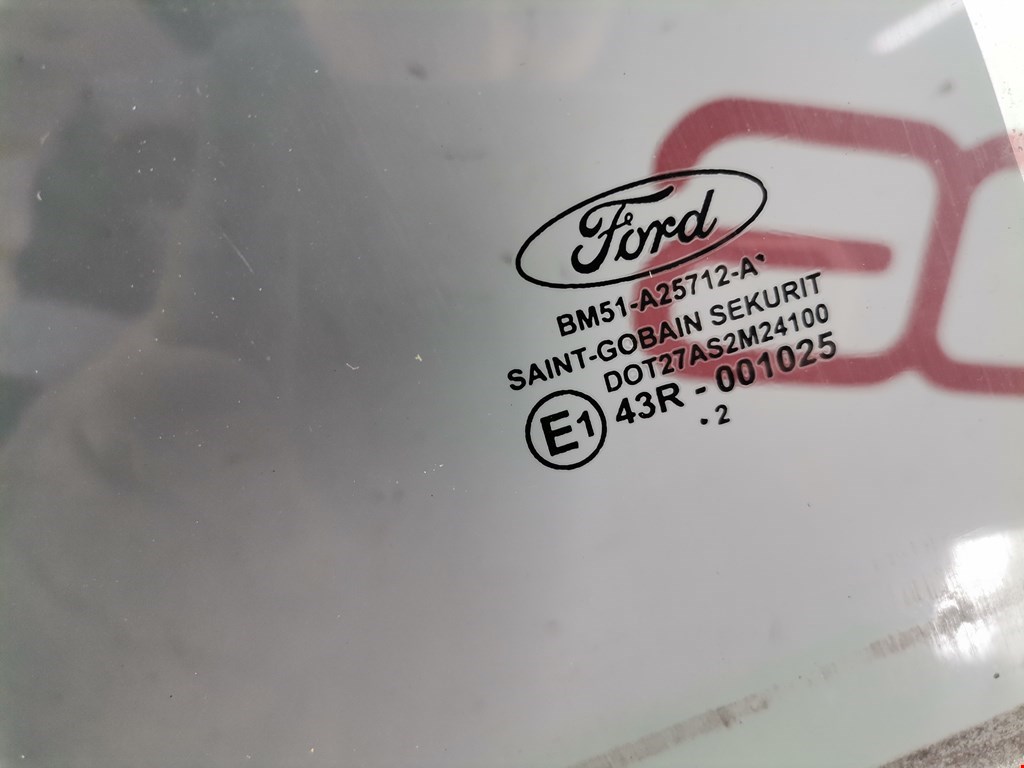 Ford
BM51-A25712-A
SAINT-GOBAIN SEKURIT
DOT27AS2M24100
E1 43R - 001025
. 2